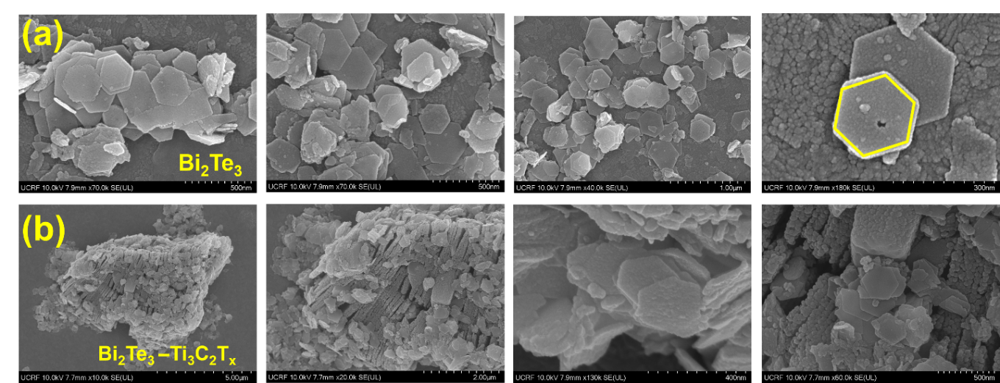 (a)
Bi₂Te₃
UCRF 10.0kV 7.9mm x70.0k SE(UL) 500nm
UCRF 10.0kV 7.9mm x70.0k SE(UL) 500nm
UCRF 10.0kV 7.9mm x40.0k SE(UL) 1.00µm
UCRF 10.0kV 7.9mm x180k SE(UL) 300nm
(b)
Bi₂Te₃ – Ti₃C₂Tₓ
UCRF 10.0kV 7.7mm x10.0k SE(UL) 5.00µm
UCRF 10.0kV 7.7mm x20.0k SE(UL) 2.00µm
UCRF 10.0kV 7.9mm x130k SE(UL) 400nm
UCRF 10.0kV 7.7mm x60.0k SE(UL) 500nm